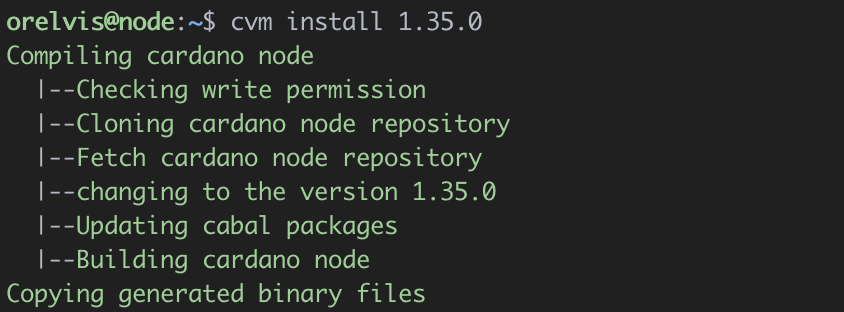 orelvis@node:~$ cvm install 1.35.0
Compiling cardano node
  |--Checking write permission
  |--Cloning cardano node repository
  |--Fetch cardano node repository
  |--changing to the version 1.35.0
  |--Updating cabal packages
  |--Building cardano node
Copying generated binary files